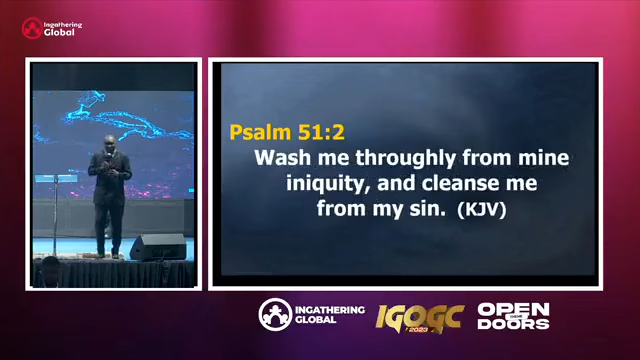 Ingathering
Global
Psalm 51:2
Wash me throughly from mine
iniquity, and cleanse me
from my sin. (KJV)
INGATHERING
GLOBAL
IGOGC
2023
OPEN
DOORS